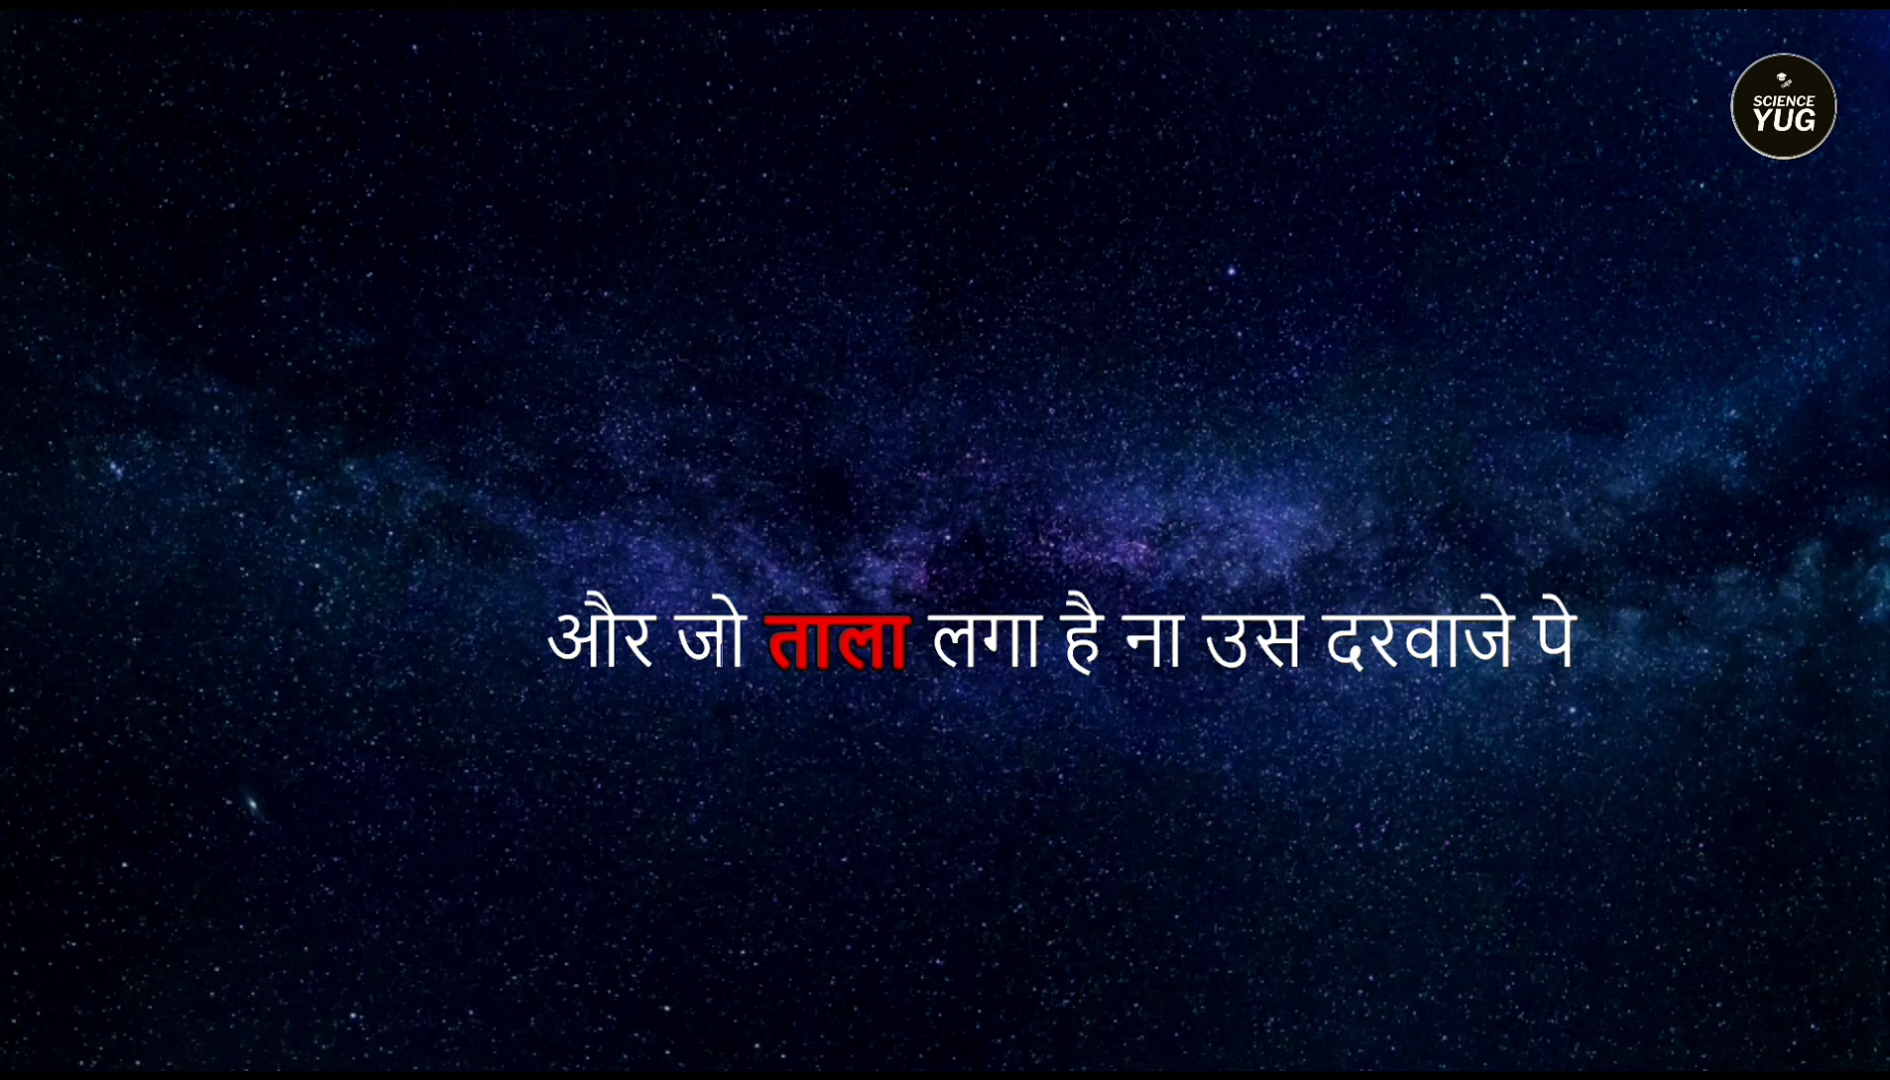 SCIENCE
YUG
और जो ताला लगा है ना उस दरवाजे पे